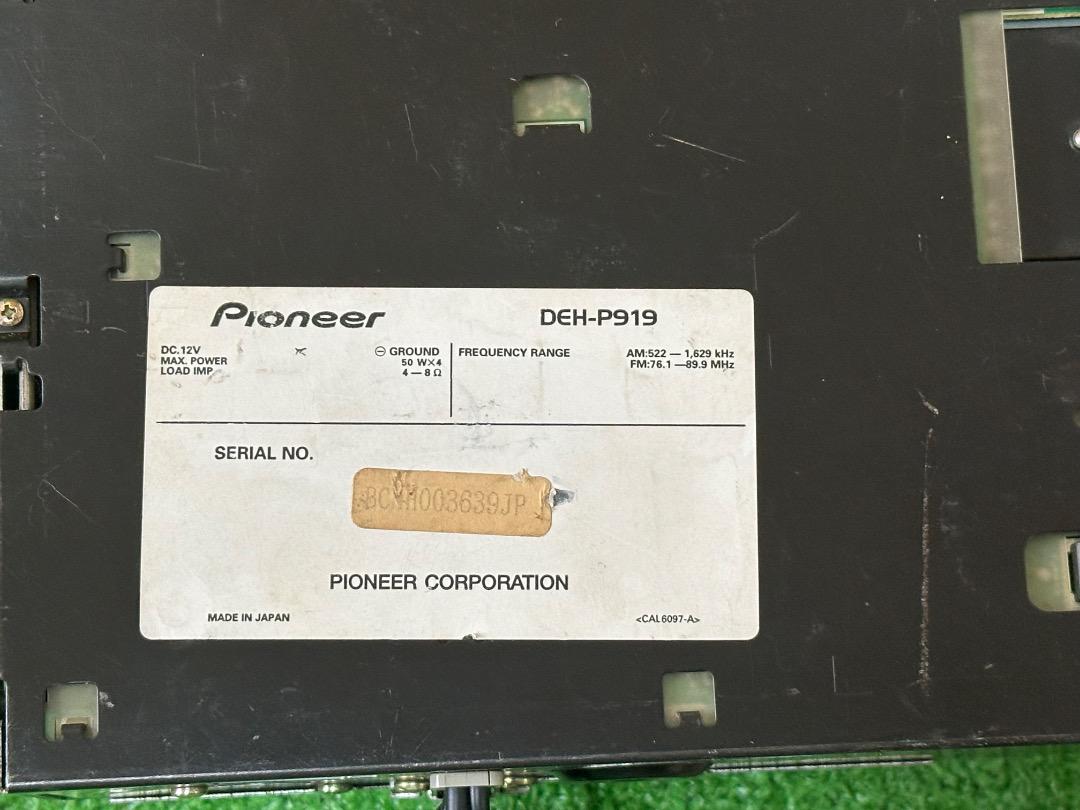 Pioneer
DEH-P919
DC.12V ⊖ GROUND
MAX. POWER 50 W×4
LOAD IMP. 4 — 8 Ω
FREQUENCY RANGE AM:522 — 1,629 kHz
FM:76.1 —89.9 MHz
SERIAL NO.
PIONEER CORPORATION
MADE IN JAPAN
<CAL6097-A>